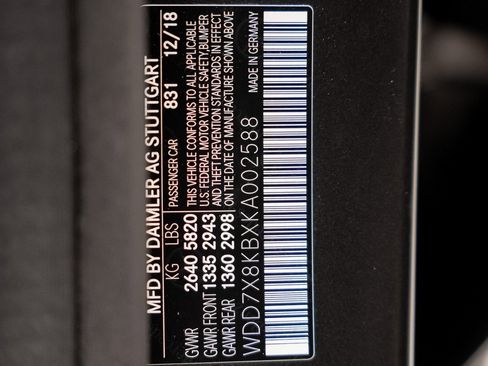 MFD BY DAIMLER AG STUTTGART
KG LBS PASSENGER CAR 831 12/18
GVWR 2640 5820 THIS VEHICLE CONFORMS TO ALL APPLICABLE
U.S. FEDERAL MOTOR VEHICLE SAFETY,BUMPER
GAWR FRONT 1335 2943 AND THEFT PREVENTION STANDARDS IN EFFECT
GAWR REAR 1360 2998 ON THE DATE OF MANUFACTURE SHOWN ABOVE
WDD7X8KBXKA002588 MADE IN GERMANY